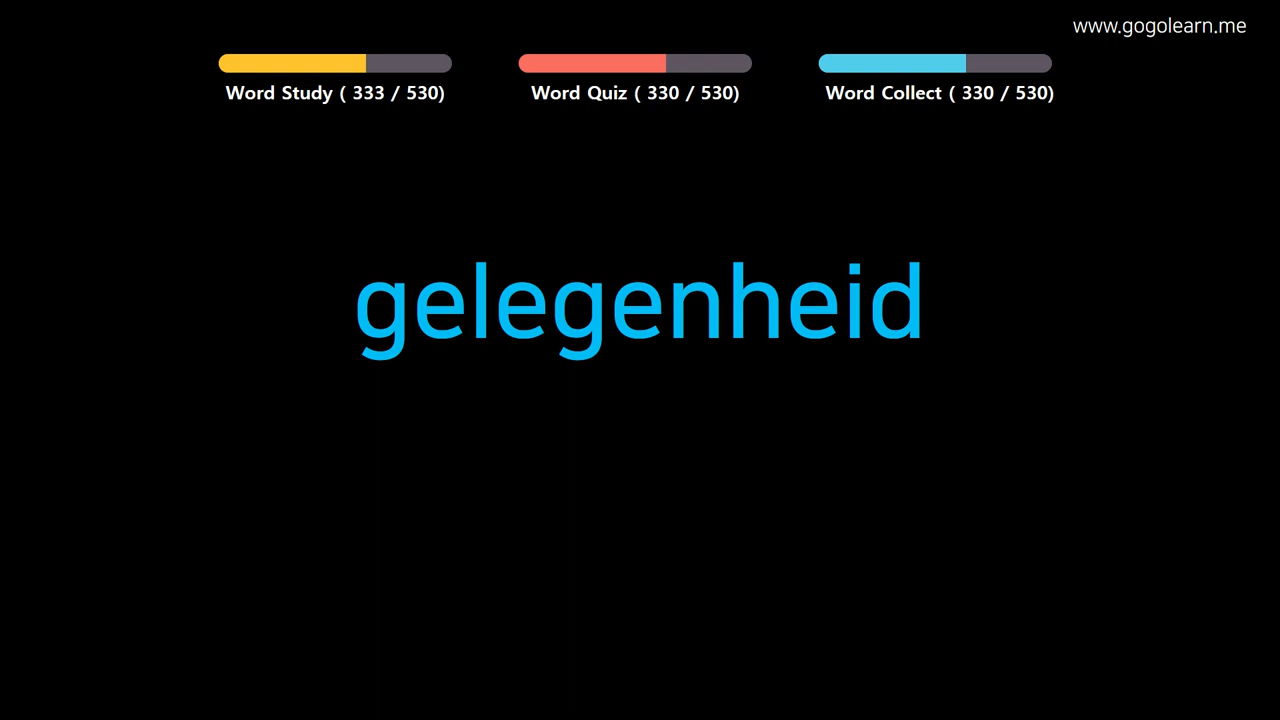 www.gogolearn.me
Word Study ( 333 / 530)
Word Quiz ( 330 / 530)
Word Collect ( 330 / 530)
gelegenheid